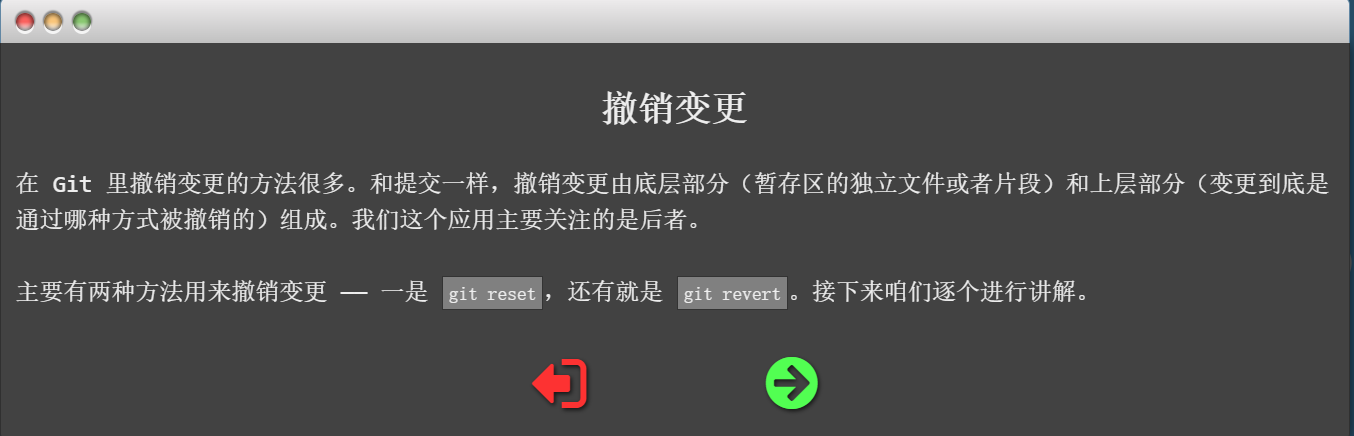 撤销变更
在 Git 里撤销变更的方法很多。和提交一样，撤销变更由底层部分（暂存区的独立文件或者片段）和上层部分（变更到底是
通过哪种方式被撤销的）组成。我们这个应用主要关注的是后者。
主要有两种方法用来撤销变更 —— 一是 git reset，还有就是 git revert。接下来咱们逐个进行讲解。